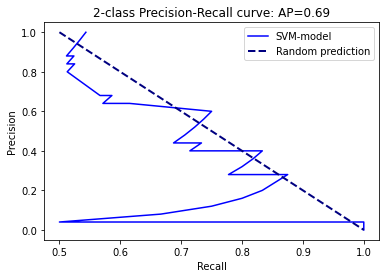 2-class Precision-Recall curve: AP=0.69
SVM-model
Random prediction
Precision
1.0
0.8
0.6
0.4
0.2
0.0
0.5
0.6
0.7
0.8
0.9
1.0
Recall